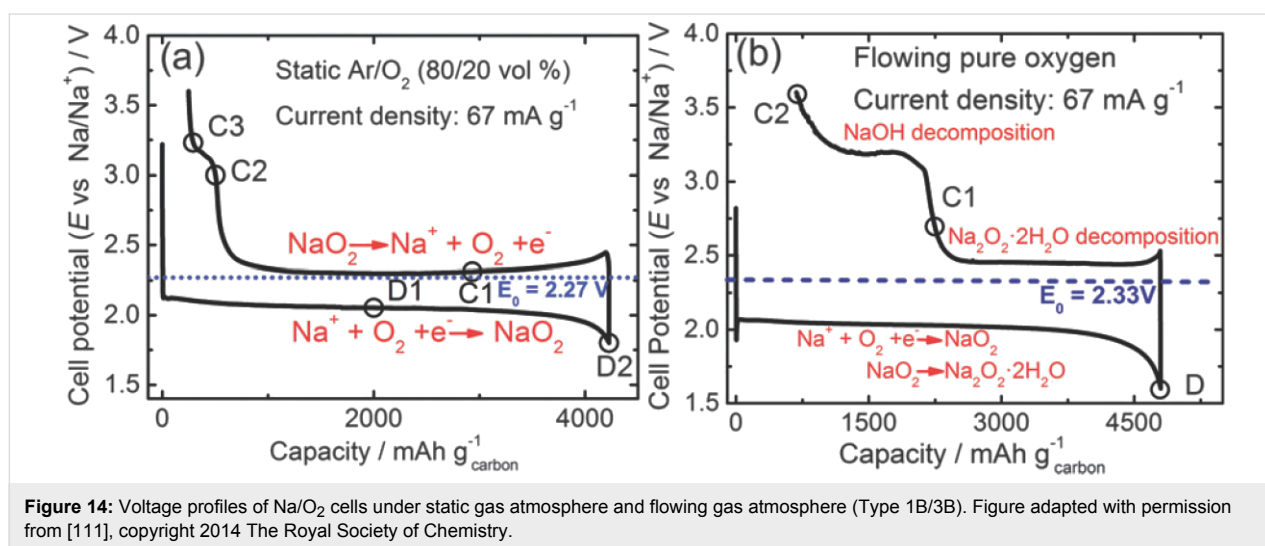 (a)
Static Ar/O₂ (80/20 vol %)
Current density: 67 mA g⁻¹
C3
C2
NaO₂→Na⁺ + O₂ +e⁻
D1
C1
E₀ = 2.27 V
Na⁺ + O₂ +e⁻→ NaO₂
D2
4.0
3.5
3.0
2.5
2.0
1.5
0
2000
4000
Cell potential (E vs Na/Na⁺) / V
Capacity / mAh g⁻¹carbon
(b)
Flowing pure oxygen
Current density: 67 mA g⁻¹
C2
NaOH decomposition
C1
Na₂O₂·2H₂O decomposition
E₀ = 2.33V
Na⁺ + O₂ +e⁻→NaO₂
NaO₂→Na₂O₂·2H₂O
D
4.0
3.5
3.0
2.5
2.0
1.5
0
1500
3000
4500
Cell Potential (E vs Na/Na⁺) / V
Capacity / mAh g⁻¹carbon
Figure 14: Voltage profiles of Na/O₂ cells under static gas atmosphere and flowing gas atmosphere (Type 1B/3B). Figure adapted with permission
from [111], copyright 2014 The Royal Society of Chemistry.